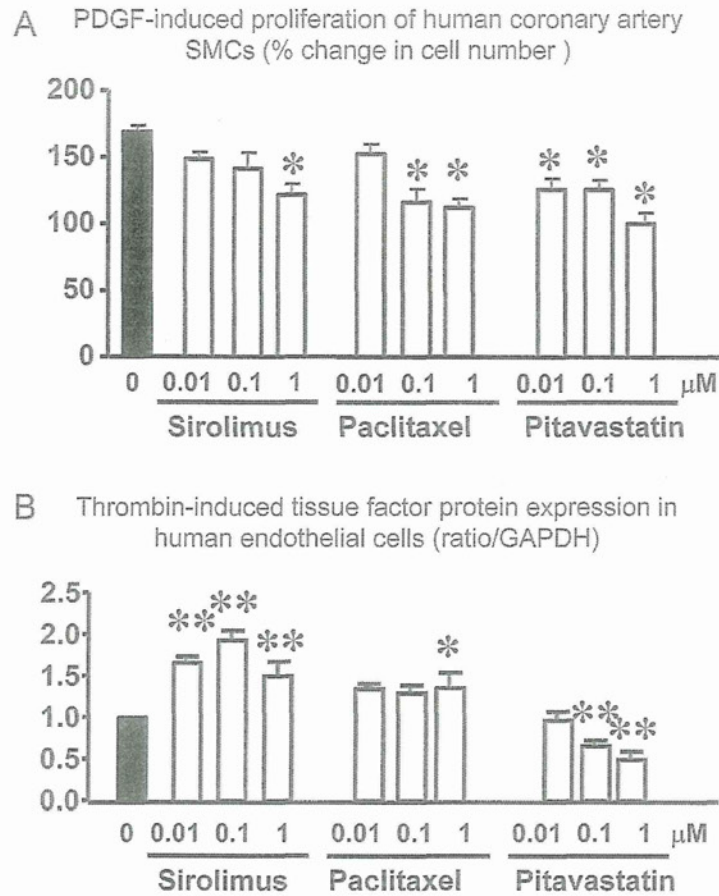 A PDGF-induced proliferation of human coronary artery
SMCs (% change in cell number )
200
150
100
50
0
* * * * * *
0 0.01 0.1 1 0.01 0.1 1 0.01 0.1 1 μM
Sirolimus Paclitaxel Pitavastatin
B Thrombin-induced tissue factor protein expression in
human endothelial cells (ratio/GAPDH)
2.5
2.0
1.5
1.0
0.5
0.0
** ** ** * ** **
0 0.01 0.1 1 0.01 0.1 1 0.01 0.1 1 μM
Sirolimus Paclitaxel Pitavastatin